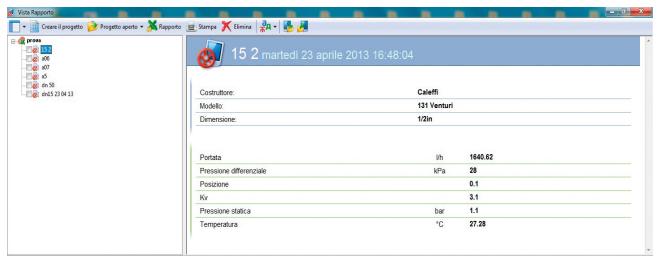 Vista Rapporto
Creare il progetto Progetto aperto Rapporto Stampa Elimina
prova
15 2
a06
a07
a5
dn 50
dn15 23 04 13
15 2 martedì 23 aprile 2013 16:48:04
Costruttore: Caleffi
Modello: 131 Venturi
Dimensione: 1/2in
Portata l/h 1640.62
Pressione differenziale kPa 28
Posizione 0.1
Kv 3.1
Pressione statica bar 1.1
Temperatura °C 27.28